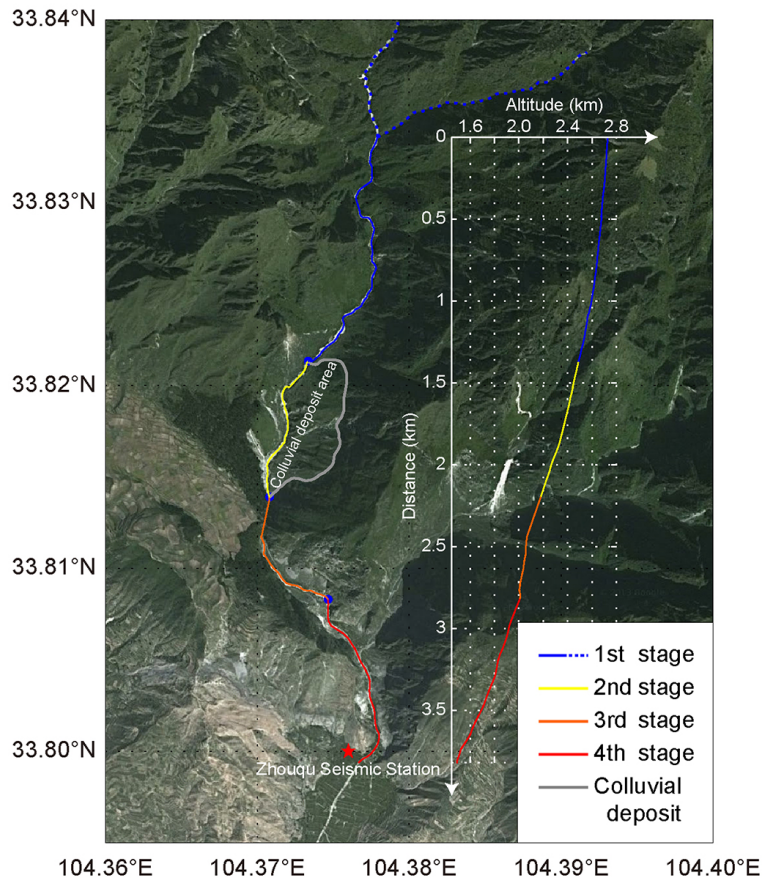 33.84°N
33.83°N
33.82°N
33.81°N
33.80°N
Altitude (km)
1.6 2.0 2.4 2.8
0
0.5
1
1.5
2
2.5
3
3.5
Distance (km)
Colluvial deposit area
Zhouqu Seismic Station
1st stage
2nd stage
3rd stage
4th stage
Colluvial
deposit
104.36°E 104.37°E 104.38°E 104.39°E 104.40°E